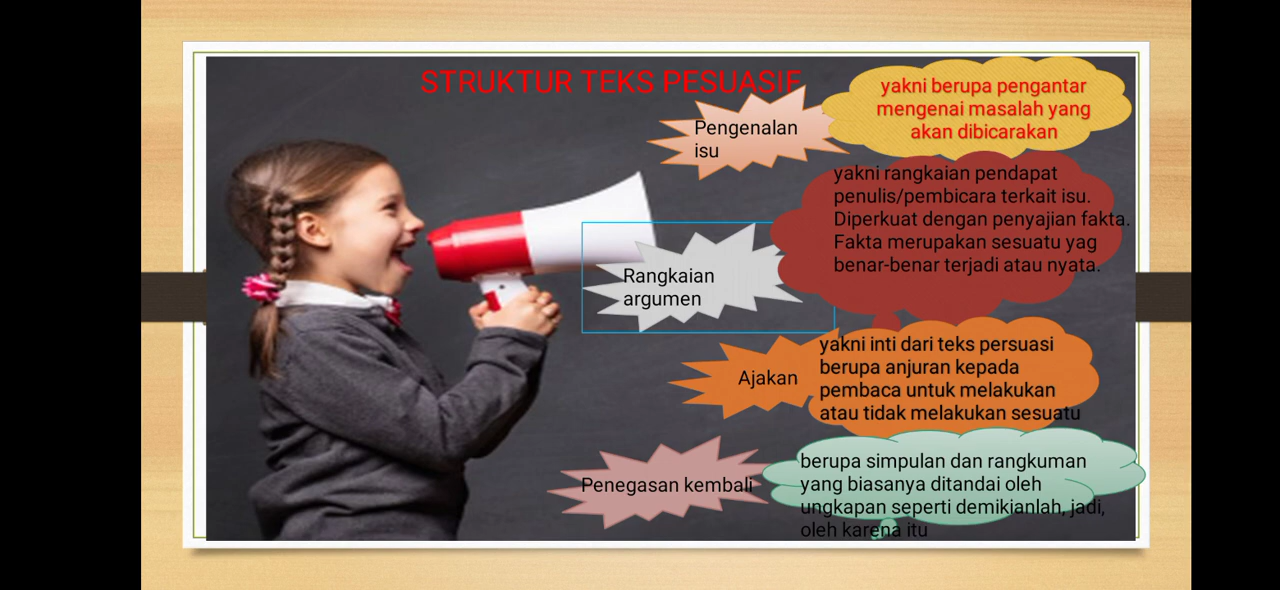 STRUKTUR TEKS PESUASIF
Pengenalan
isu
yakni berupa pengantar
mengenai masalah yang
akan dibicarakan
Rangkaian
argumen
yakni rangkaian pendapat
penulis/pembicara terkait isu.
Diperkuat dengan penyajian fakta.
Fakta merupakan sesuatu yag
benar-benar terjadi atau nyata.
Ajakan
yakni inti dari teks persuasi
berupa anjuran kepada
pembaca untuk melakukan
atau tidak melakukan sesuatu
Penegasan kembali
berupa simpulan dan rangkuman
yang biasanya ditandai oleh
ungkapan seperti demikianlah, jadi,
oleh karena itu